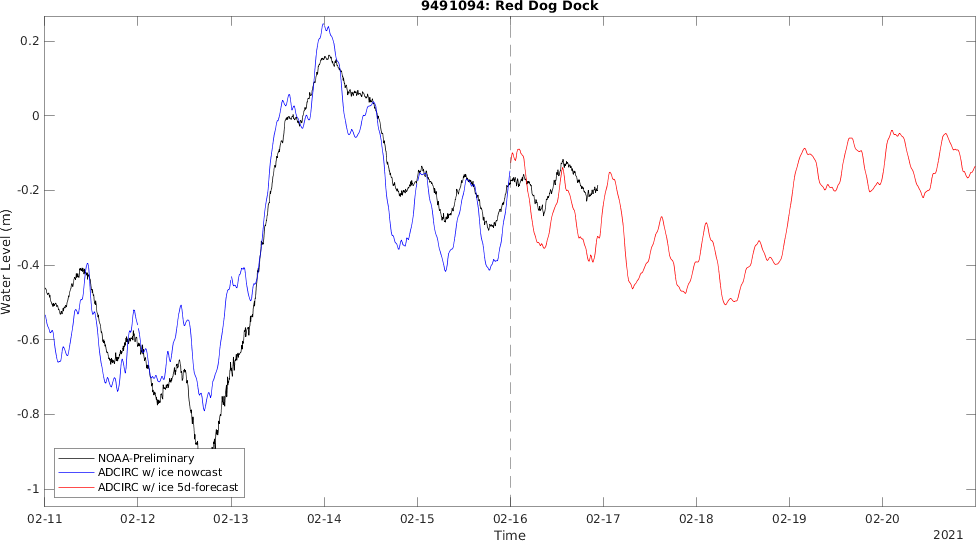 9491094: Red Dog Dock
Water Level (m)
0.2
0
-0.2
-0.4
-0.6
-0.8
-1
NOAA-Preliminary
ADCIRC w/ ice nowcast
ADCIRC w/ ice 5d-forecast
02-11 02-12 02-13 02-14 02-15 02-16 02-17 02-18 02-19 02-20
Time
2021